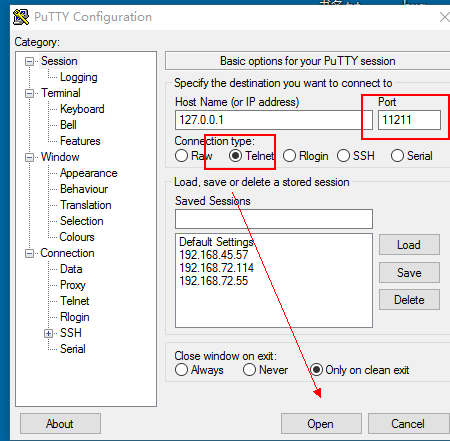 PuTTY Configuration
Category:
Session
Logging
Terminal
Keyboard
Bell
Features
Window
Appearance
Behaviour
Translation
Selection
Colours
Connection
Data
Proxy
Telnet
Rlogin
SSH
Serial
Basic options for your PuTTY session
Specify the destination you want to connect to
Host Name (or IP address) Port
127.0.0.1 11211
Connection type:
Raw Telnet Rlogin SSH Serial
Load, save or delete a stored session
Saved Sessions
Default Settings
192.168.45.57
192.168.72.114
192.168.72.55
Load
Save
Delete
Close window on exit:
Always Never Only on clean exit
About Open Cancel